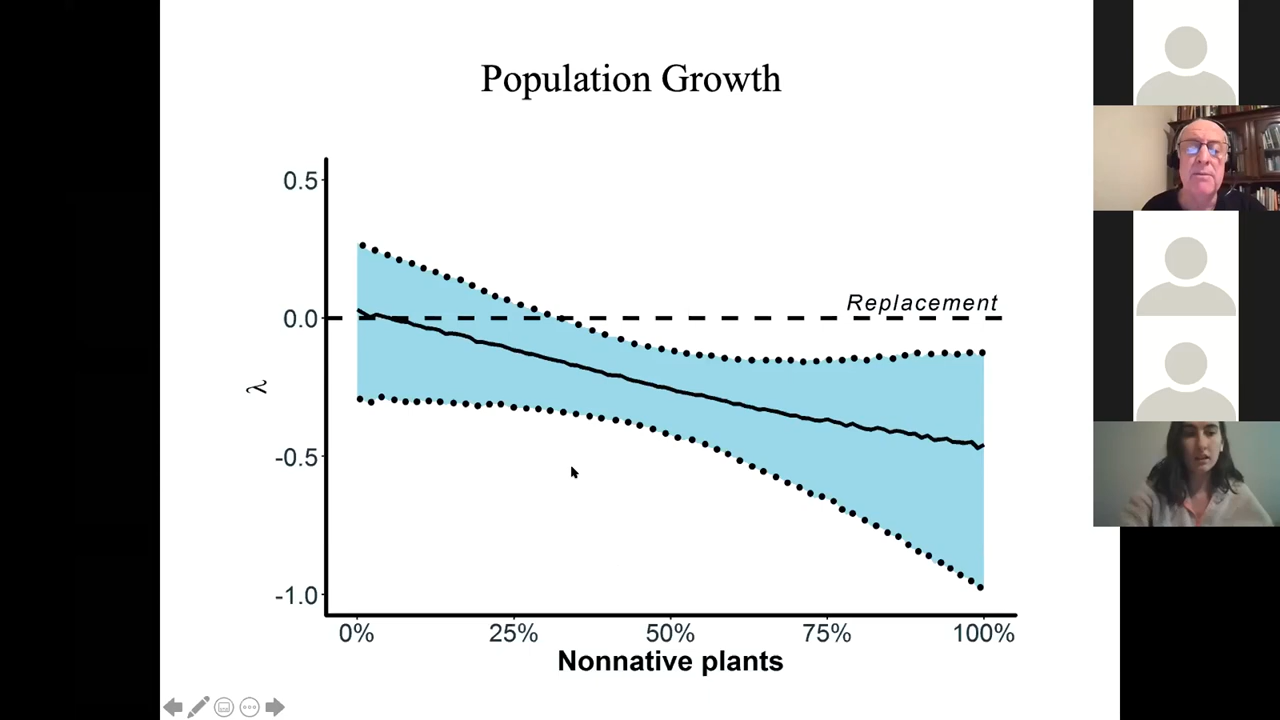 Population Growth
0.5
0.0
-0.5
-1.0
λ
Replacement
0%
25%
50%
75%
100%
Nonnative plants